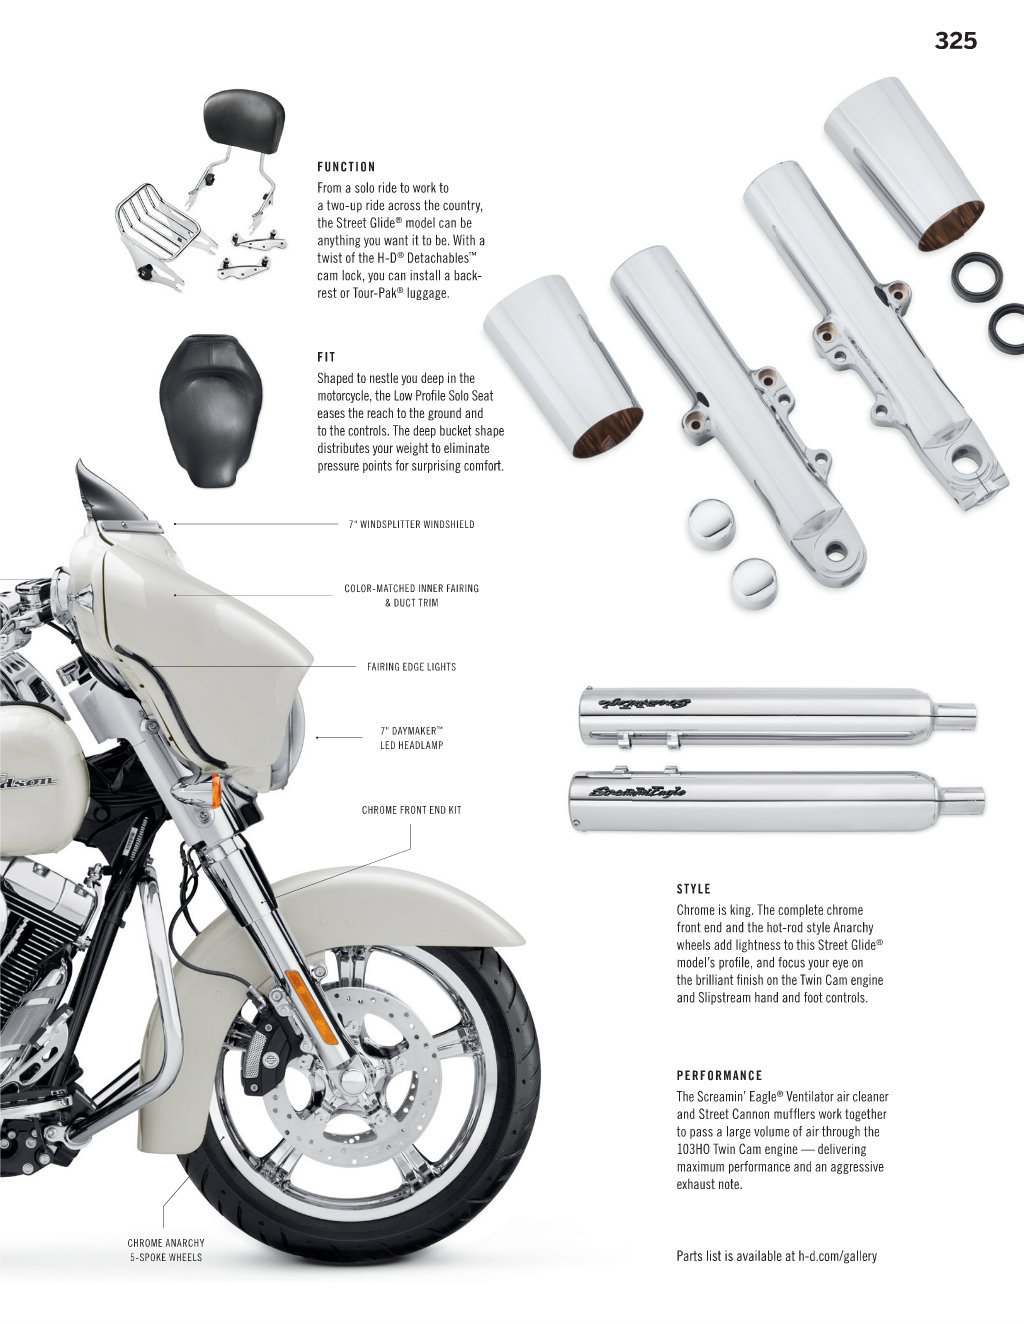 325
FUNCTION
From a solo ride to work to
a two-up ride across the country,
the Street Glide® model can be
anything you want it to be. With a
twist of the H-D® Detachables™
cam lock, you can install a back-
rest or Tour-Pak® luggage.
FIT
Shaped to nestle you deep in the
motorcycle, the Low Profile Solo Seat
eases the reach to the ground and
to the controls. The deep bucket shape
distributes your weight to eliminate
pressure points for surprising comfort.
7" WINDSPLITTER WINDSHIELD
COLOR-MATCHED INNER FAIRING
& DUCT TRIM
FAIRING EDGE LIGHTS
7" DAYMAKER™
LED HEADLAMP
CHROME FRONT END KIT
Screamin' Eagle
Screamin' Eagle
STYLE
Chrome is king. The complete chrome
front end and the hot-rod style Anarchy
wheels add lightness to this Street Glide®
model's profile, and focus your eye on
the brilliant finish on the Twin Cam engine
and Slipstream hand and foot controls.
PERFORMANCE
The Screamin' Eagle® Ventilator air cleaner
and Street Cannon mufflers work together
to pass a large volume of air through the
103HO Twin Cam engine — delivering
maximum performance and an aggressive
exhaust note.
CHROME ANARCHY
5-SPOKE WHEELS
Parts list is available at h-d.com/gallery